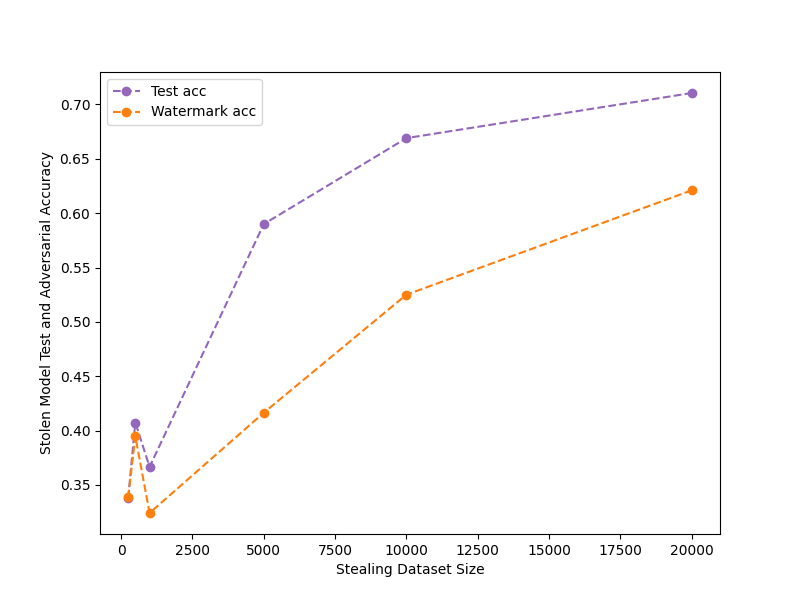 Test acc
Watermark acc
Stolen Model Test and Adversarial Accuracy
0.70
0.65
0.60
0.55
0.50
0.45
0.40
0.35
0 2500 5000 7500 10000 12500 15000 17500 20000
Stealing Dataset Size